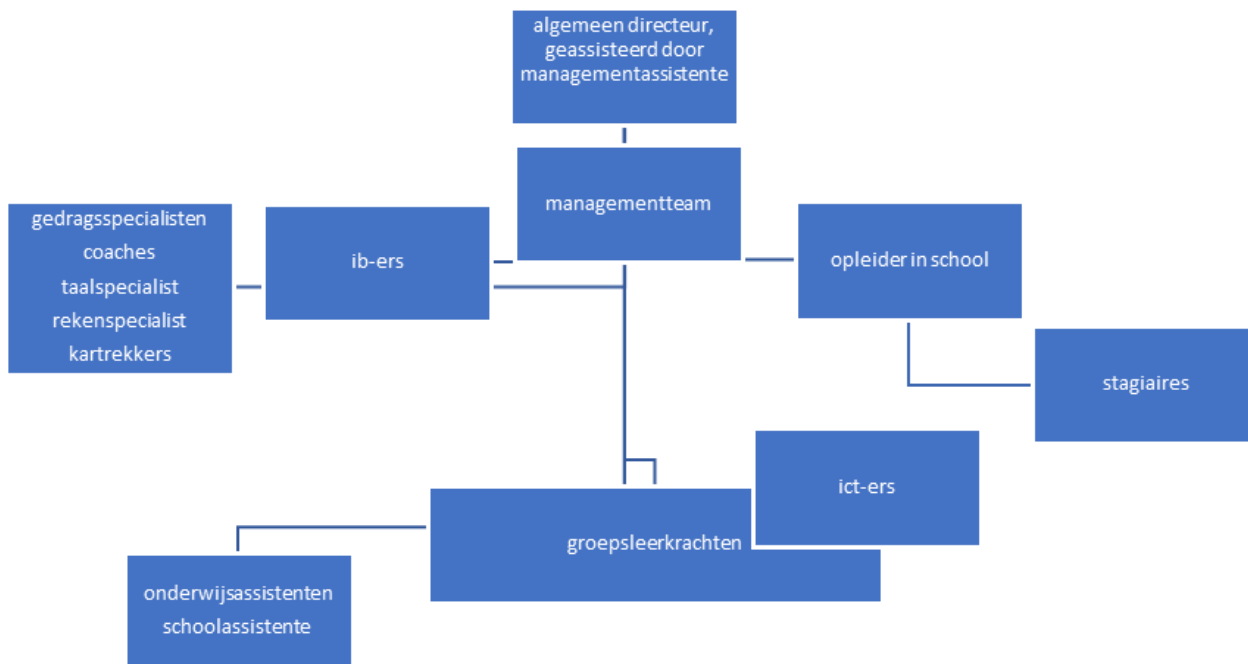 algemeen directeur,
geassisteerd door
managementassistente
managementteam
gedragsspecialisten
coaches
taalspecialist
rekenspecialist
kartrekkers
ib-ers
opleider in school
stagiaires
ict-ers
groepsleerkrachten
onderwijsassistenten
schoolassistente